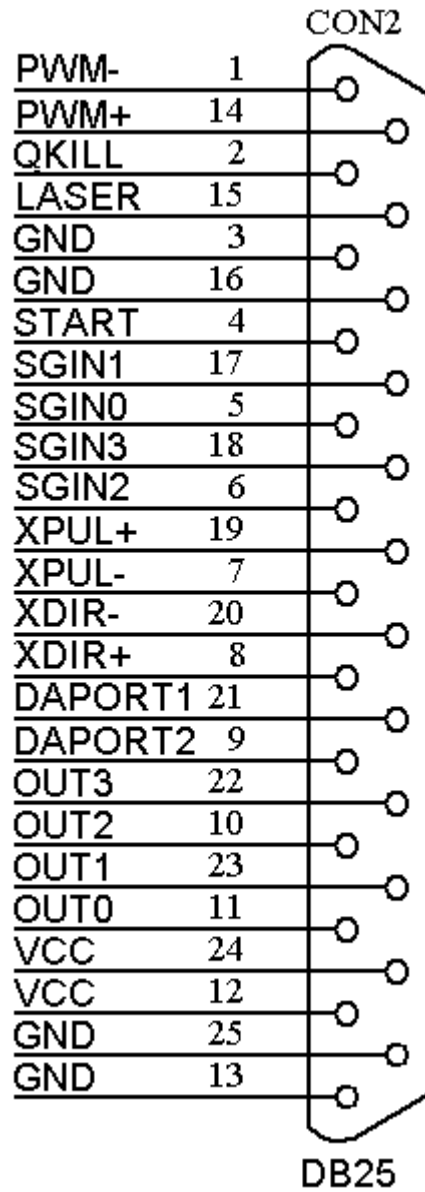 CON2
PWM- 1
PWM+ 14
QKILL 2
LASER 15
GND 3
GND 16
START 4
SGIN1 17
SGIN0 5
SGIN3 18
SGIN2 6
XPUL+ 19
XPUL- 7
XDIR- 20
XDIR+ 8
DAPORT1 21
DAPORT2 9
OUT3 22
OUT2 10
OUT1 23
OUT0 11
VCC 24
VCC 12
GND 25
GND 13
DB25